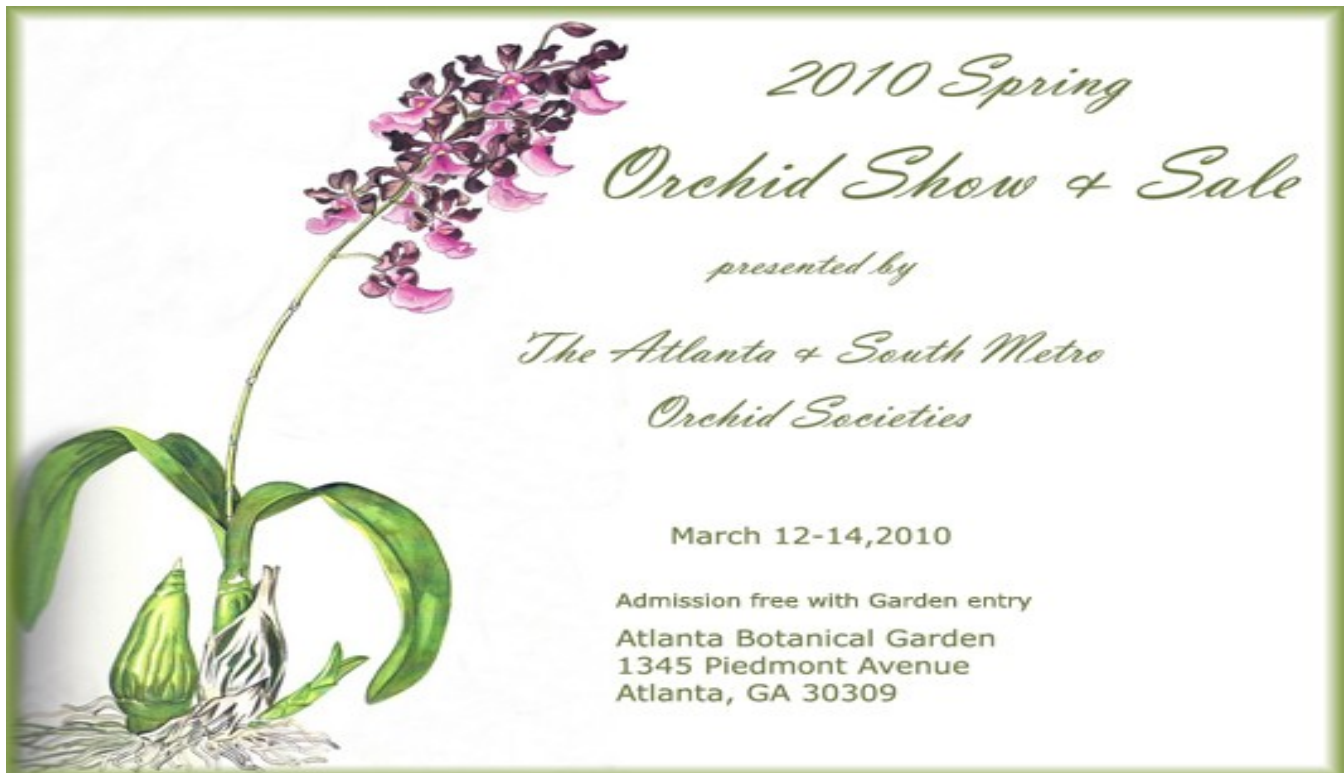 2010 Spring
Orchid Show & Sale
presented by
The Atlanta & South Metro
Orchid Societies
March 12-14,2010
Admission free with Garden entry
Atlanta Botanical Garden
1345 Piedmont Avenue
Atlanta, GA 30309